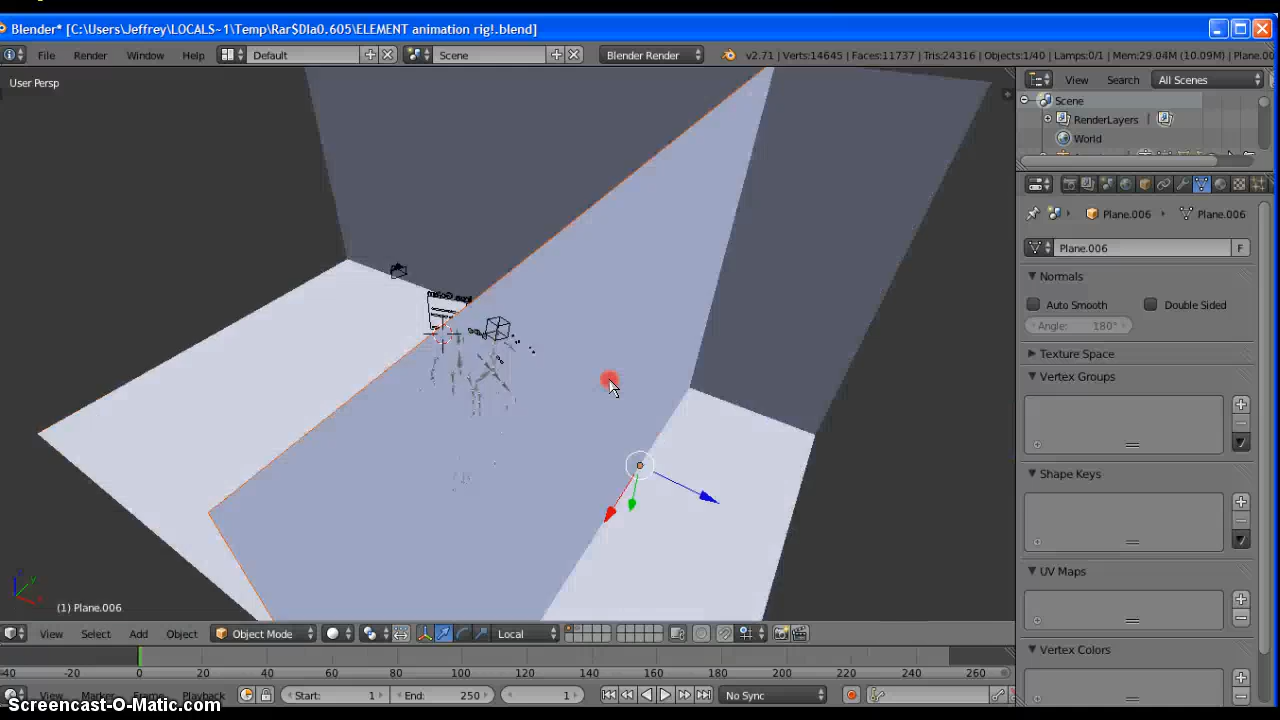 Blender* [C:\Users\Jeffrey\LOCALS~1\Temp\Rar$DIa0.605\ELEMENT animation rig!.blend]
File Render Window Help Default Scene Blender Render v2.71 | Verts:14645 | Faces:11737 | Tris:24316 | Objects:1/40 | Lamps:0/1 | Mem:29.04M (10.09M) | Plane.00
User Persp
View Search All Scenes
Scene
RenderLayers
World
Plane.006 Plane.006
Plane.006 F
Normals
Auto Smooth Double Sided
Angle: 180°
Texture Space
Vertex Groups
Shape Keys
UV Maps
Vertex Colors
(1) Plane.006
View Select Add Object Object Mode Local
-40 -20 0 20 40 60 80 100 120 140 160 180 200 220 240 260
View Marker Frame Playback Start: 1 End: 250 1 No Sync
Screencast-O-Matic.com